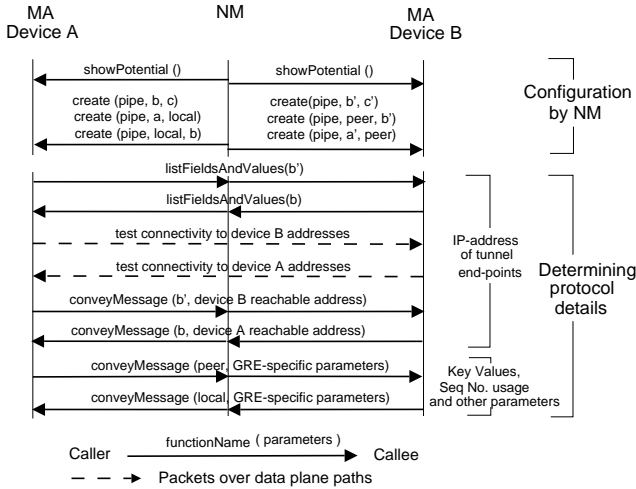 MA
Device A
NM
MA
Device B
showPotential ()
showPotential ()
create (pipe, b, c)
create (pipe, a, local)
create (pipe, local, b)
create(pipe, b', c')
create (pipe, peer, b')
create (pipe, a', peer)
Configuration
by NM
listFieldsAndValues(b')
listFieldsAndValues(b)
test connectivity to device B addresses
test connectivity to device A addresses
conveyMessage (b', device B reachable address)
conveyMessage (b, device A reachable address)
IP-address
of tunnel
end-points
conveyMessage (peer, GRE-specific parameters)
conveyMessage (local, GRE-specific parameters)
Key Values,
Seq No. usage
and other parameters
Determining
protocol
details
functionName ( parameters )
Caller
Callee
Packets over data plane paths